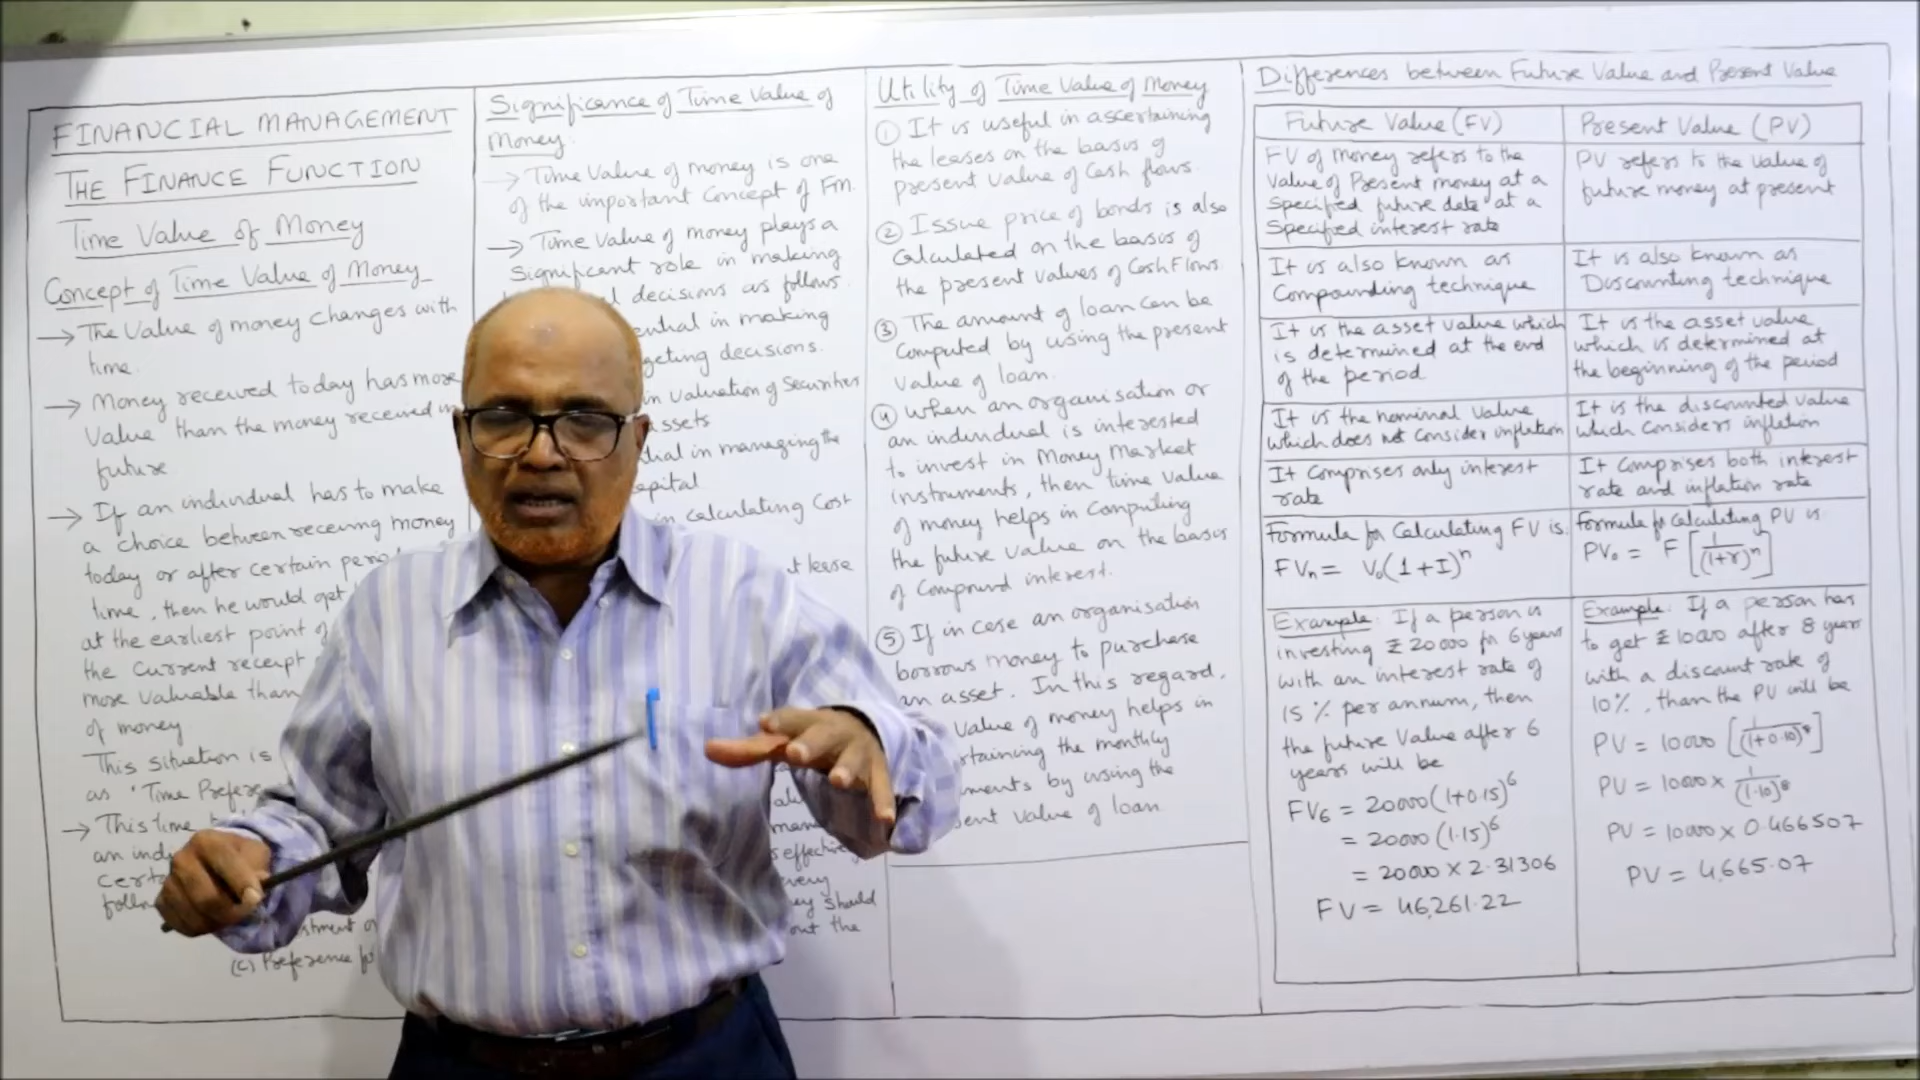 FINANCIAL MANAGEMENT
THE FINANCE FUNCTION
Time Value of Money
Concept of Time Value of Money
→ The Value of money changes with
time.
→ Money received today has more
Value than the money received in
future
→ If an individual has to make
a choice between receiving money
today or after certain
time, then he would opt
at the earliest point of
the current receipt
more valuable than
of money
This situation is
as 'Time
→ This
an
(c) Preference
Significance of Time Value of
Money.
→ Time Value of money is one
of the important Concept of FM.
→ Time Value of money plays a
significant role in making
decisions as follows.
in making
decisions.
in valuation of Securities
assets
in managing the
in calculating Cost
lease
every
should
out the
Utility of Time Value of Money
① It is useful in ascertaining
the leases on the basis of
present value of Cash flows.
② Issue price of bonds is also
Calculated on the basis of
the present values of Cash Flows.
③ The amount of loan can be
Computed by using the present
value of loan.
④ When an organisation or
an individual is interested
to invest in Money Market
instruments, then time value
of money helps in Computing
the future value on the basis
of Compound interest.
⑤ If in case an organisation
borrows money to purchase
an asset. In this regard,
Value of money helps in
the monthly
by using the
value of loan
Differences between Future Value and Present Value
Future Value (FV)
FV of money refers to the
value of Present money at a
specified future date at a
specified interest rate
It is also known as
Compounding technique
It is the asset value which
is determined at the end
of the period
It is the nominal value
which does not consider inflation
It Comprises only interest
rate
Formula for Calculating FV is:
FVn = V₀(1+I)ⁿ
Example: If a person is
investing ₹ 20000 for 6 years
with an interest rate of
15% per annum, then
the future Value after 6
years will be
FV₆ = 20000(1+0.15)⁶
= 20000(1.15)⁶
= 20000 × 2.31306
FV = 46,261.22
Present Value (PV)
PV refers to the value of
future money at present
It is also known as
Discounting technique
It is the asset value
which is determined at
the beginning of the period
It is the discounted value
which considers infletion
It Comprises both interest
rate and inflation rate
Formula for Calculating PV is
PV₀ = F [1/(1+r)ⁿ]
Example: If a person has
to get ₹ 10000 after 8 years
with a discount rate of
10%, than the PV will be
PV = 10000 [1/(1+0.10)⁸]
PV = 10000 × 1/(1.10)⁸
PV = 10000 × 0.466507
PV = 4,665.07